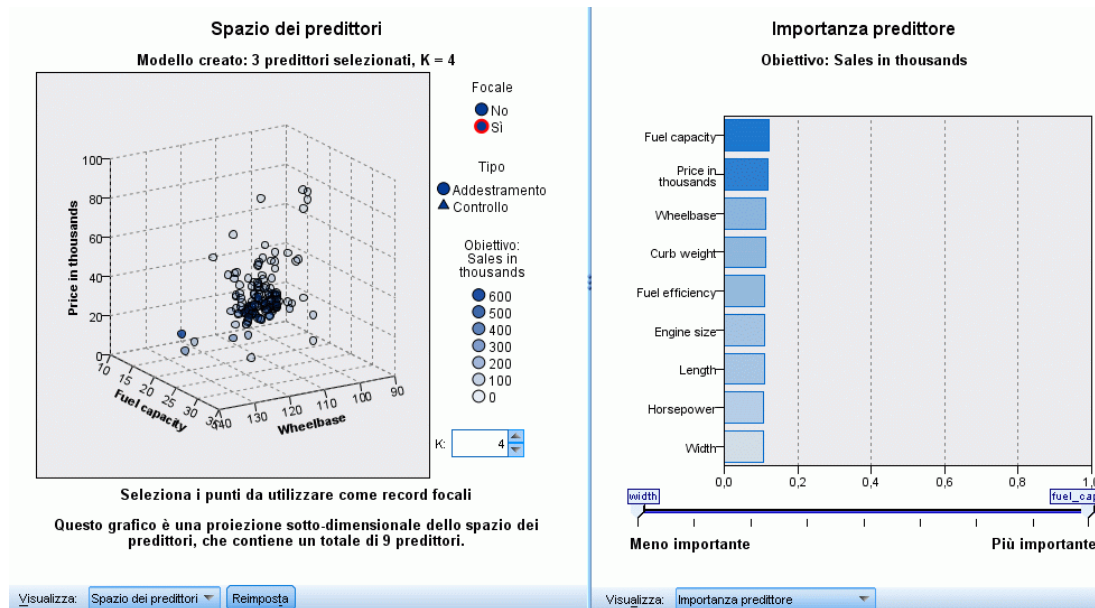 Spazio dei predittori
Modello creato: 3 predittori selezionati, K = 4
Focale
No
Sì
Tipo
Addestramento
Controllo
Obiettivo:
Sales in
thousands
600
500
400
300
200
100
0
Price in thousands
100
80
60
40
20
0
10
15
20
25
30
35
Fuel capacity
140
130
120
110
100
90
Wheelbase
K: 4
Seleziona i punti da utilizzare come record focali
Questo grafico è una proiezione sotto-dimensionale dello spazio dei
predittori, che contiene un totale di 9 predittori.
Visualizza: Spazio dei predittori Reimposta
Importanza predittore
Obiettivo: Sales in thousands
Fuel capacity
Price in
thousands
Wheelbase
Curb weight
Fuel efficiency
Engine size
Length
Horsepower
Width
0,0 0,2 0,4 0,6 0,8 1,0
width fuel_cap
Meno importante Più importante
Visualizza: Importanza predittore